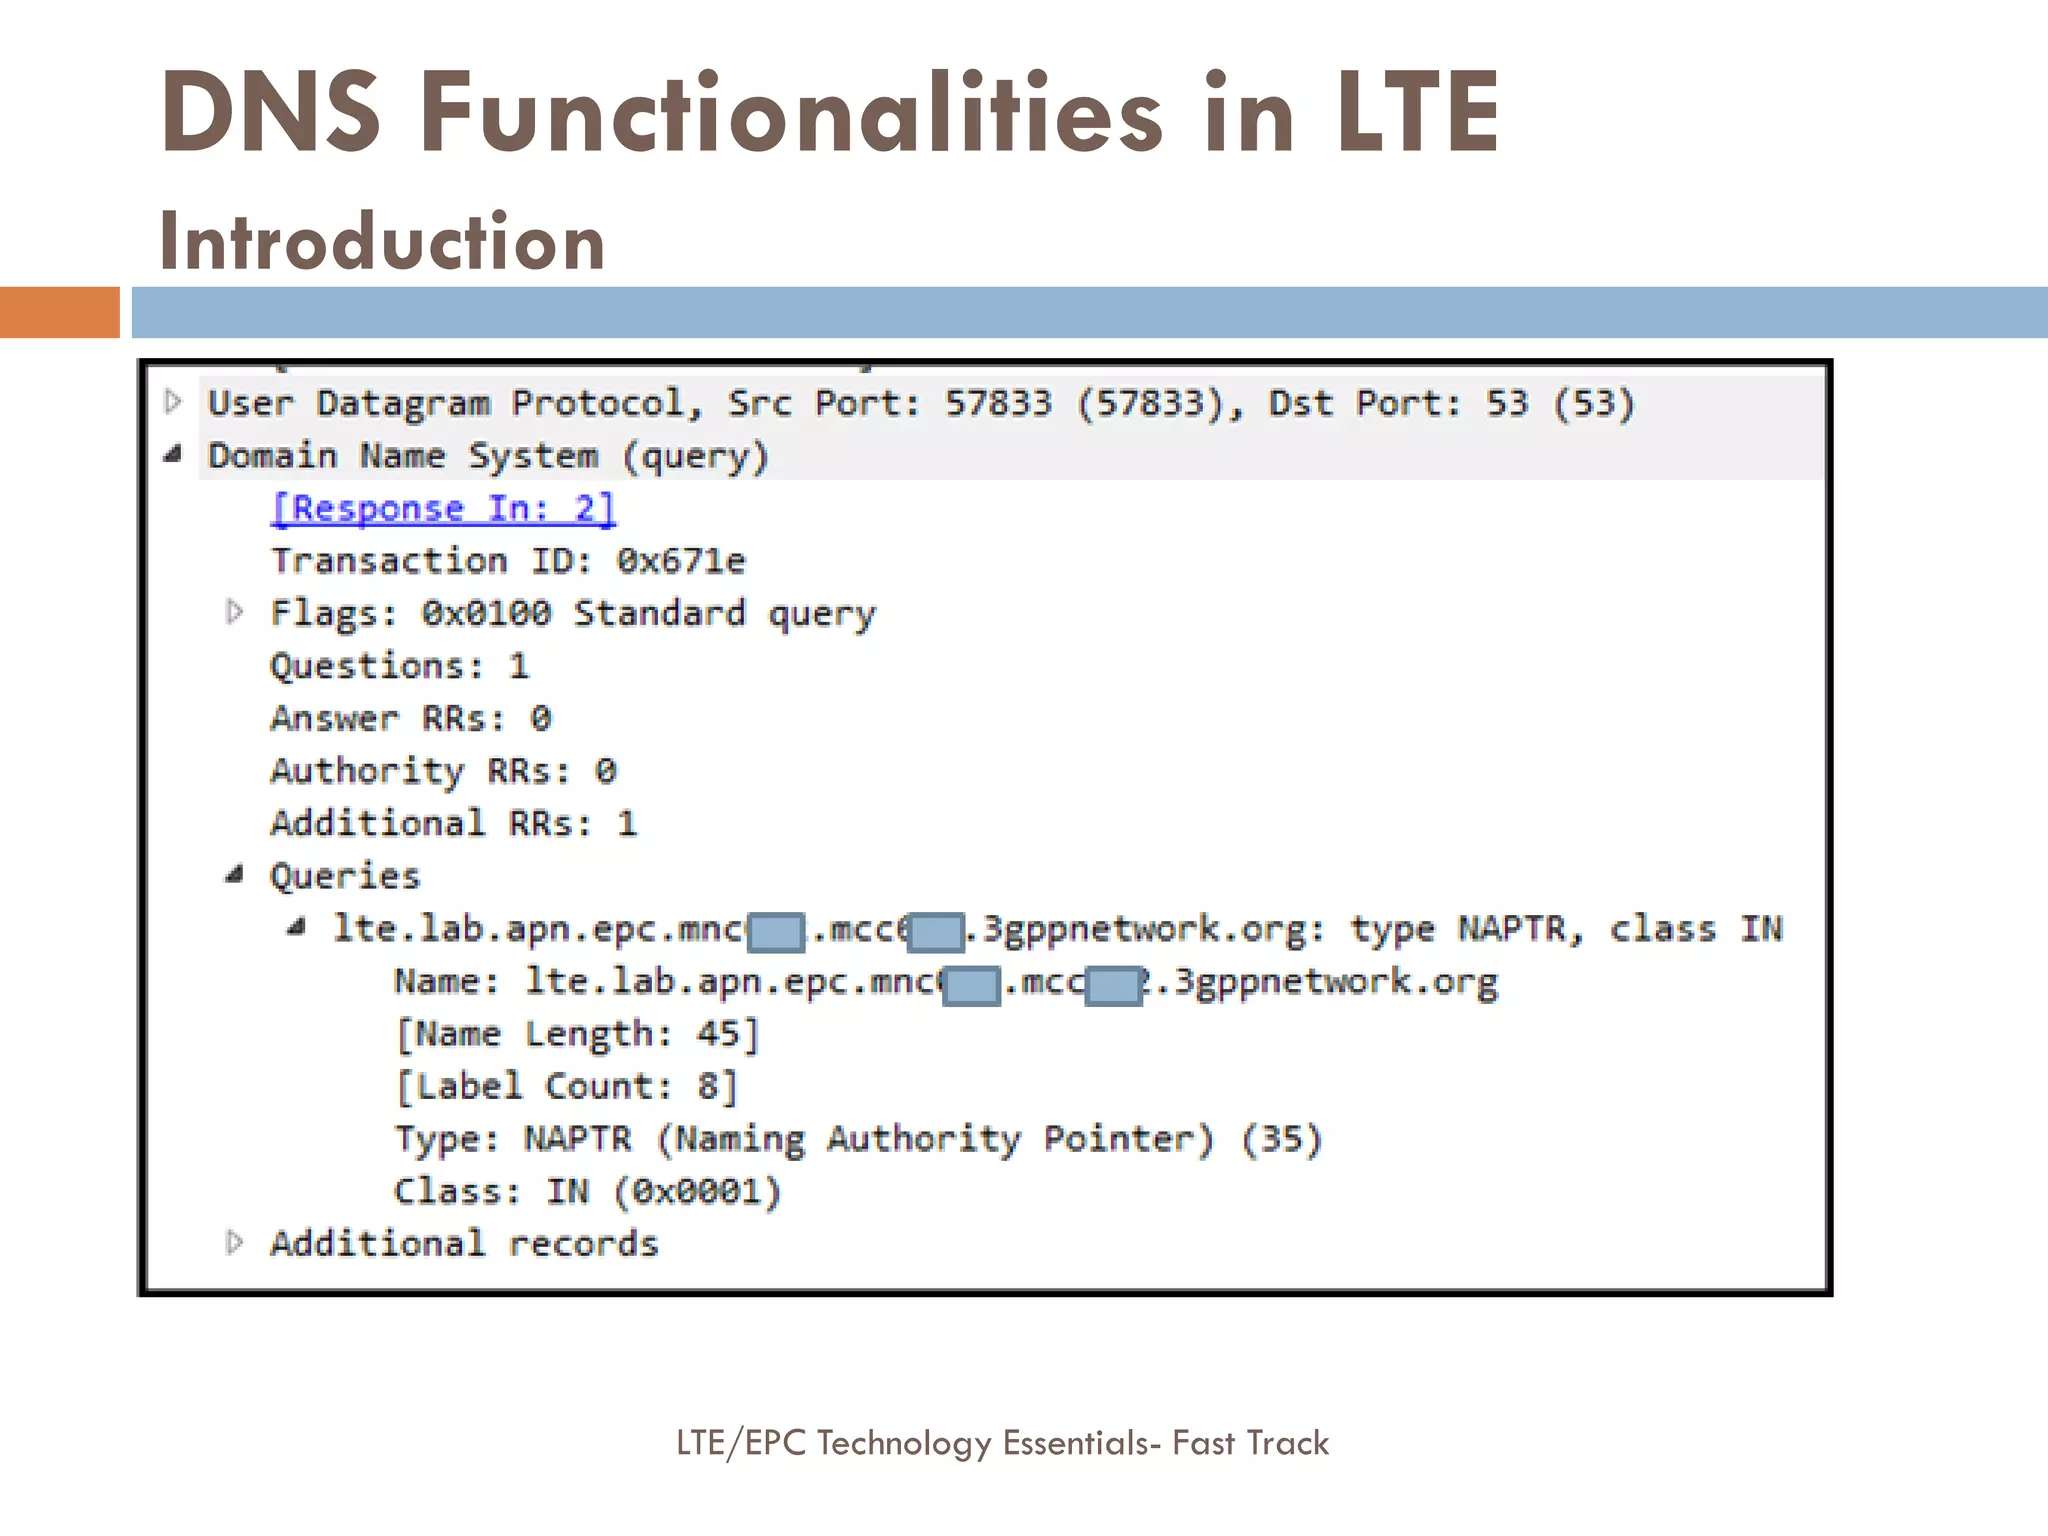 DNS Functionalities in LTE
Introduction
User Datagram Protocol, Src Port: 57833 (57833), Dst Port: 53 (53)
Domain Name System (query)
[Response In: 2]
Transaction ID: 0x671e
Flags: 0x0100 Standard query
Questions: 1
Answer RRs: 0
Authority RRs: 0
Additional RRs: 1
Queries
lte.lab.apn.epc.mnc .mcc .3gppnetwork.org: type NAPTR, class IN
Name: lte.lab.apn.epc.mnc .mcc .3gppnetwork.org
[Name Length: 45]
[Label Count: 8]
Type: NAPTR (Naming Authority Pointer) (35)
Class: IN (0x0001)
Additional records
LTE/EPC Technology Essentials- Fast Track